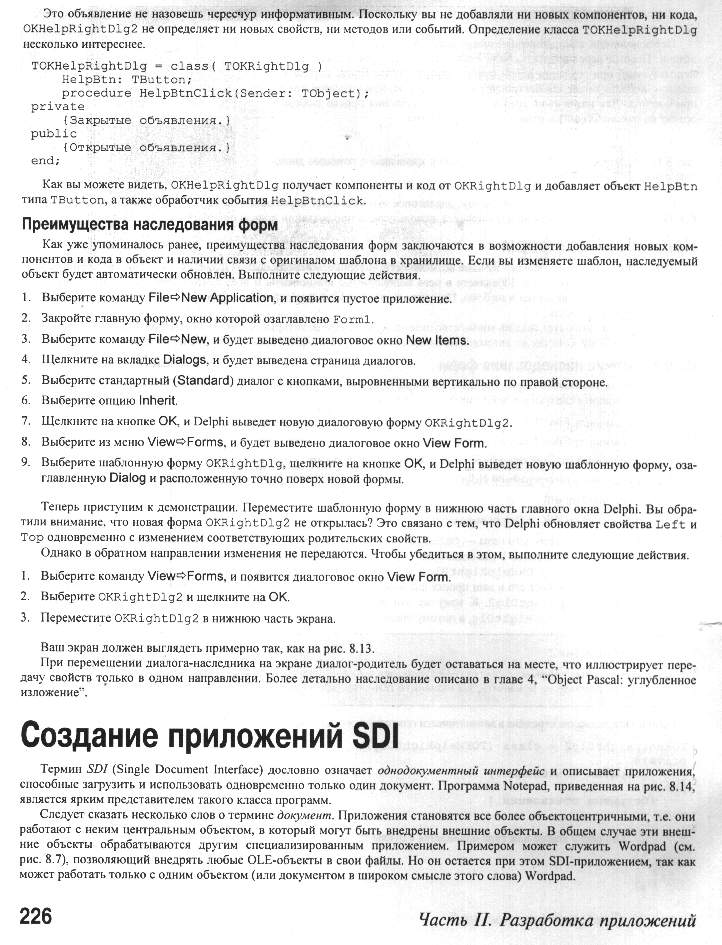 Это объявление не назовешь чересчур информативным. Поскольку вы не добавляли ни новых компонентов, ни кода,
OKHelpRightDlg2 не определяет ни новых свойств, ни методов или событий. Определение класса TOKHelpRightDlg
несколько интереснее.
TOKHelpRightDlg = class( TOKRightDlg )
HelpBtn: TButton;
procedure HelpBtnClick(Sender: TObject);
private
{Закрытые объявления.}
public
{Открытые объявления.}
end;
Как вы можете видеть, OKHelpRightDlg получает компоненты и код от OKRightDlg и добавляет объект HelpBtn
типа TButton, а также обработчик события HelpBtnClick.
Преимущества наследования форм
Как уже упоминалось ранее, преимущества наследования форм заключаются в возможности добавления новых ком-
понентов и кода в объект и наличии связи с оригиналом шаблона в хранилище. Если вы изменяете шаблон, наследуемый
объект будет автоматически обновлен. Выполните следующие действия.
1. Выберите команду File⇨New Application, и появится пустое приложение.
2. Закройте главную форму, окно которой озаглавлено Form1.
3. Выберите команду File⇨New, и будет выведено диалоговое окно New Items.
4. Щелкните на вкладке Dialogs, и будет выведена страница диалогов.
5. Выберите стандартный (Standard) диалог с кнопками, выровненными вертикально по правой стороне.
6. Выберите опцию Inherit.
7. Щелкните на кнопке OK, и Delphi выведет новую диалоговую форму OKRightDlg2.
8. Выберите из меню View⇨Forms, и будет выведено диалоговое окно View Form.
9. Выберите шаблонную форму OKRightDlg, щелкните на кнопке OK, и Delphi выведет новую шаблонную форму, оза-
главленную Dialog и расположенную точно поверх новой формы.
Теперь приступим к демонстрации. Переместите шаблонную форму в нижнюю часть главного окна Delphi. Вы обра-
тили внимание, что новая форма OKRightDlg2 не открылась? Это связано с тем, что Delphi обновляет свойства Left и
Top одновременно с изменением соответствующих родительских свойств.
Однако в обратном направлении изменения не передаются. Чтобы убедиться в этом, выполните следующие действия.
1. Выберите команду View⇨Forms, и появится диалоговое окно View Form.
2. Выберите OKRightDlg2 и щелкните на OK.
3. Переместите OKRightDlg2 в нижнюю часть экрана.
Ваш экран должен выглядеть примерно так, как на рис. 8.13.
При перемещении диалога-наследника на экране диалог-родитель будет оставаться на месте, что иллюстрирует пере-
дачу свойств только в одном направлении. Более детально наследование описано в главе 4, “Object Pascal: углубленное
изложение”.
Создание приложений SDI
Термин SDI (Single Document Interface) дословно означает однодокументный интерфейс и описывает приложения,
способные загрузить и использовать одновременно только один документ. Программа Notepad, приведенная на рис. 8.14,
является ярким представителем такого класса программ.
Следует сказать несколько слов о термине документ. Приложения становятся все более объектоцентричными, т.е. они
работают с неким центральным объектом, в который могут быть внедрены внешние объекты. В общем случае эти внеш-
ние объекты обрабатываются другим специализированным приложением. Примером может служить Wordpad (см.
рис. 8.7), позволяющий внедрять любые OLE-объекты в свои файлы. Но он остается при этом SDI-приложением, так как
может работать только с одним объектом (или документом в широком смысле этого слова) Wordpad.
226 Часть II. Разработка приложений